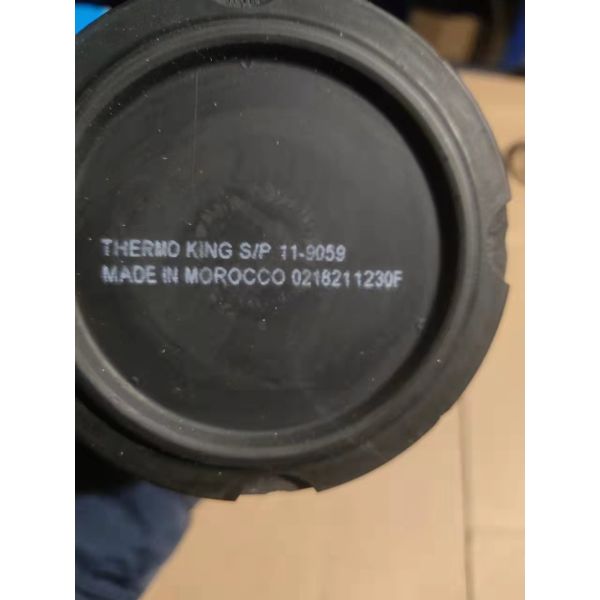 THERMO KING S/P 11-9059
MADE IN MOROCCO 0218211230F